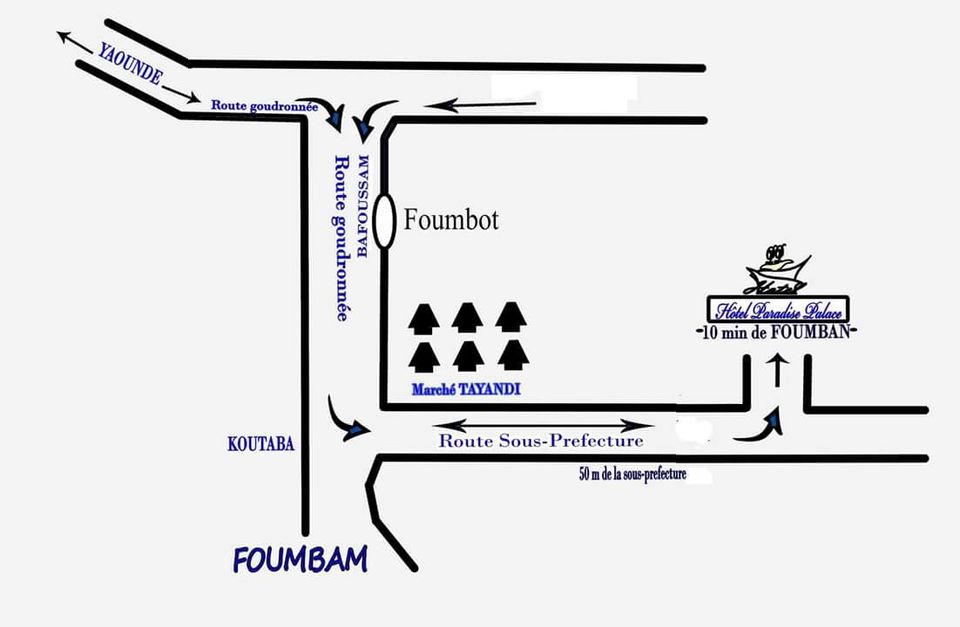 YAOUNDE
Route goudronnée
Route goudronnée
BAFOUSSAM
Foumbot
Hotel
Hôtel Paradise Palace
-10 min de FOUMBAN-
Marché TAYANDI
KOUTABA
Route Sous-Prefecture
50 m de la sous-prefecture
FOUMBAM